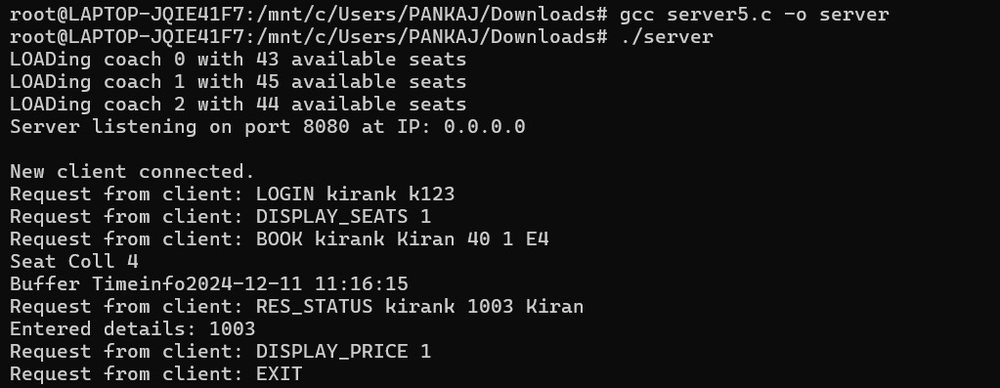 root@LAPTOP-JQIE41F7:/mnt/c/Users/PANKAJ/Downloads# gcc server5.c -o server
root@LAPTOP-JQIE41F7:/mnt/c/Users/PANKAJ/Downloads# ./server
LOADing coach 0 with 43 available seats
LOADing coach 1 with 45 available seats
LOADing coach 2 with 44 available seats
Server listening on port 8080 at IP: 0.0.0.0
New client connected.
Request from client: LOGIN kirank k123
Request from client: DISPLAY_SEATS 1
Request from client: BOOK kirank Kiran 40 1 E4
Seat Coll 4
Buffer Timeinfo2024-12-11 11:16:15
Request from client: RES_STATUS kirank 1003 Kiran
Entered details: 1003
Request from client: DISPLAY_PRICE 1
Request from client: EXIT